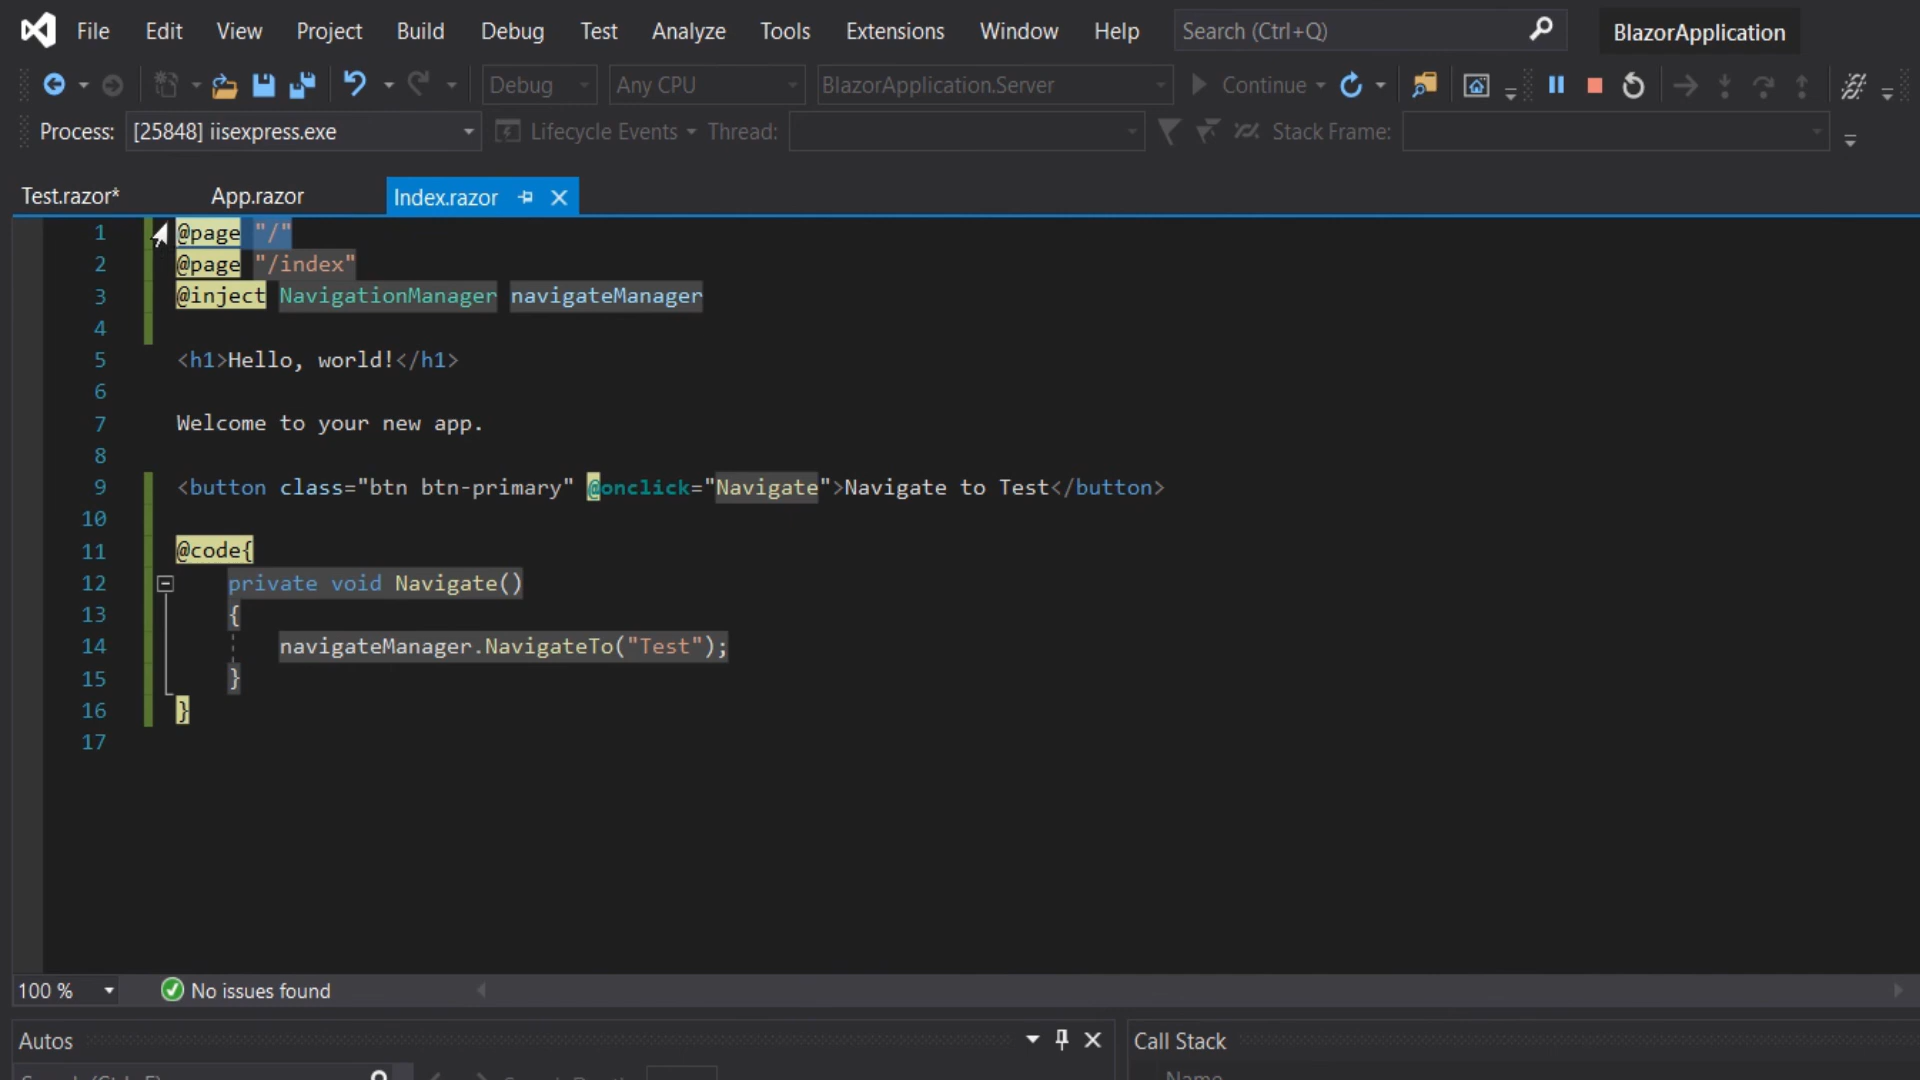 File Edit View Project Build Debug Test Analyze Tools Extensions Window Help Search (Ctrl+Q) BlazorApplication
Debug Any CPU BlazorApplication.Server Continue
Process: [25848] iisexpress.exe Lifecycle Events Thread: Stack Frame:
Test.razor* App.razor Index.razor
1 @page "/"
2 @page "/index"
3 @inject NavigationManager navigateManager
4
5 <h1>Hello, world!</h1>
6
7 Welcome to your new app.
8
9 <button class="btn btn-primary" @onclick="Navigate">Navigate to Test</button>
10
11 @code{
12 private void Navigate()
13 {
14 navigateManager.NavigateTo("Test");
15 }
16 }
17
100 % No issues found
Autos Call Stack